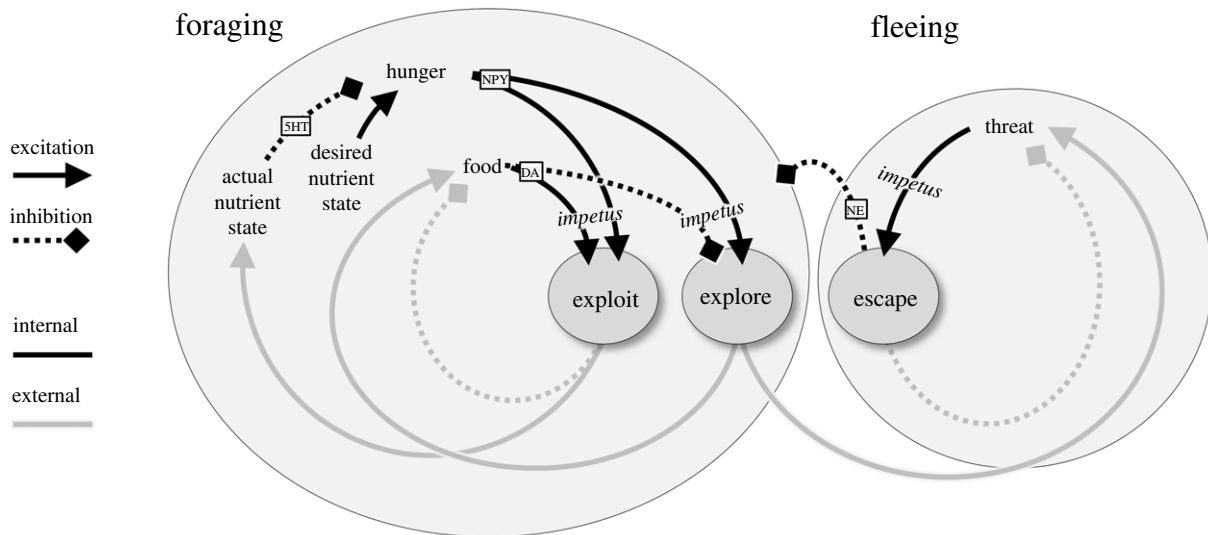 foraging
fleeing
excitation
inhibition
internal
external
hunger
NPY
5HT
desired
nutrient
state
actual
nutrient
state
food
DA
impetus
impetus
exploit
explore
threat
impetus
NE
escape